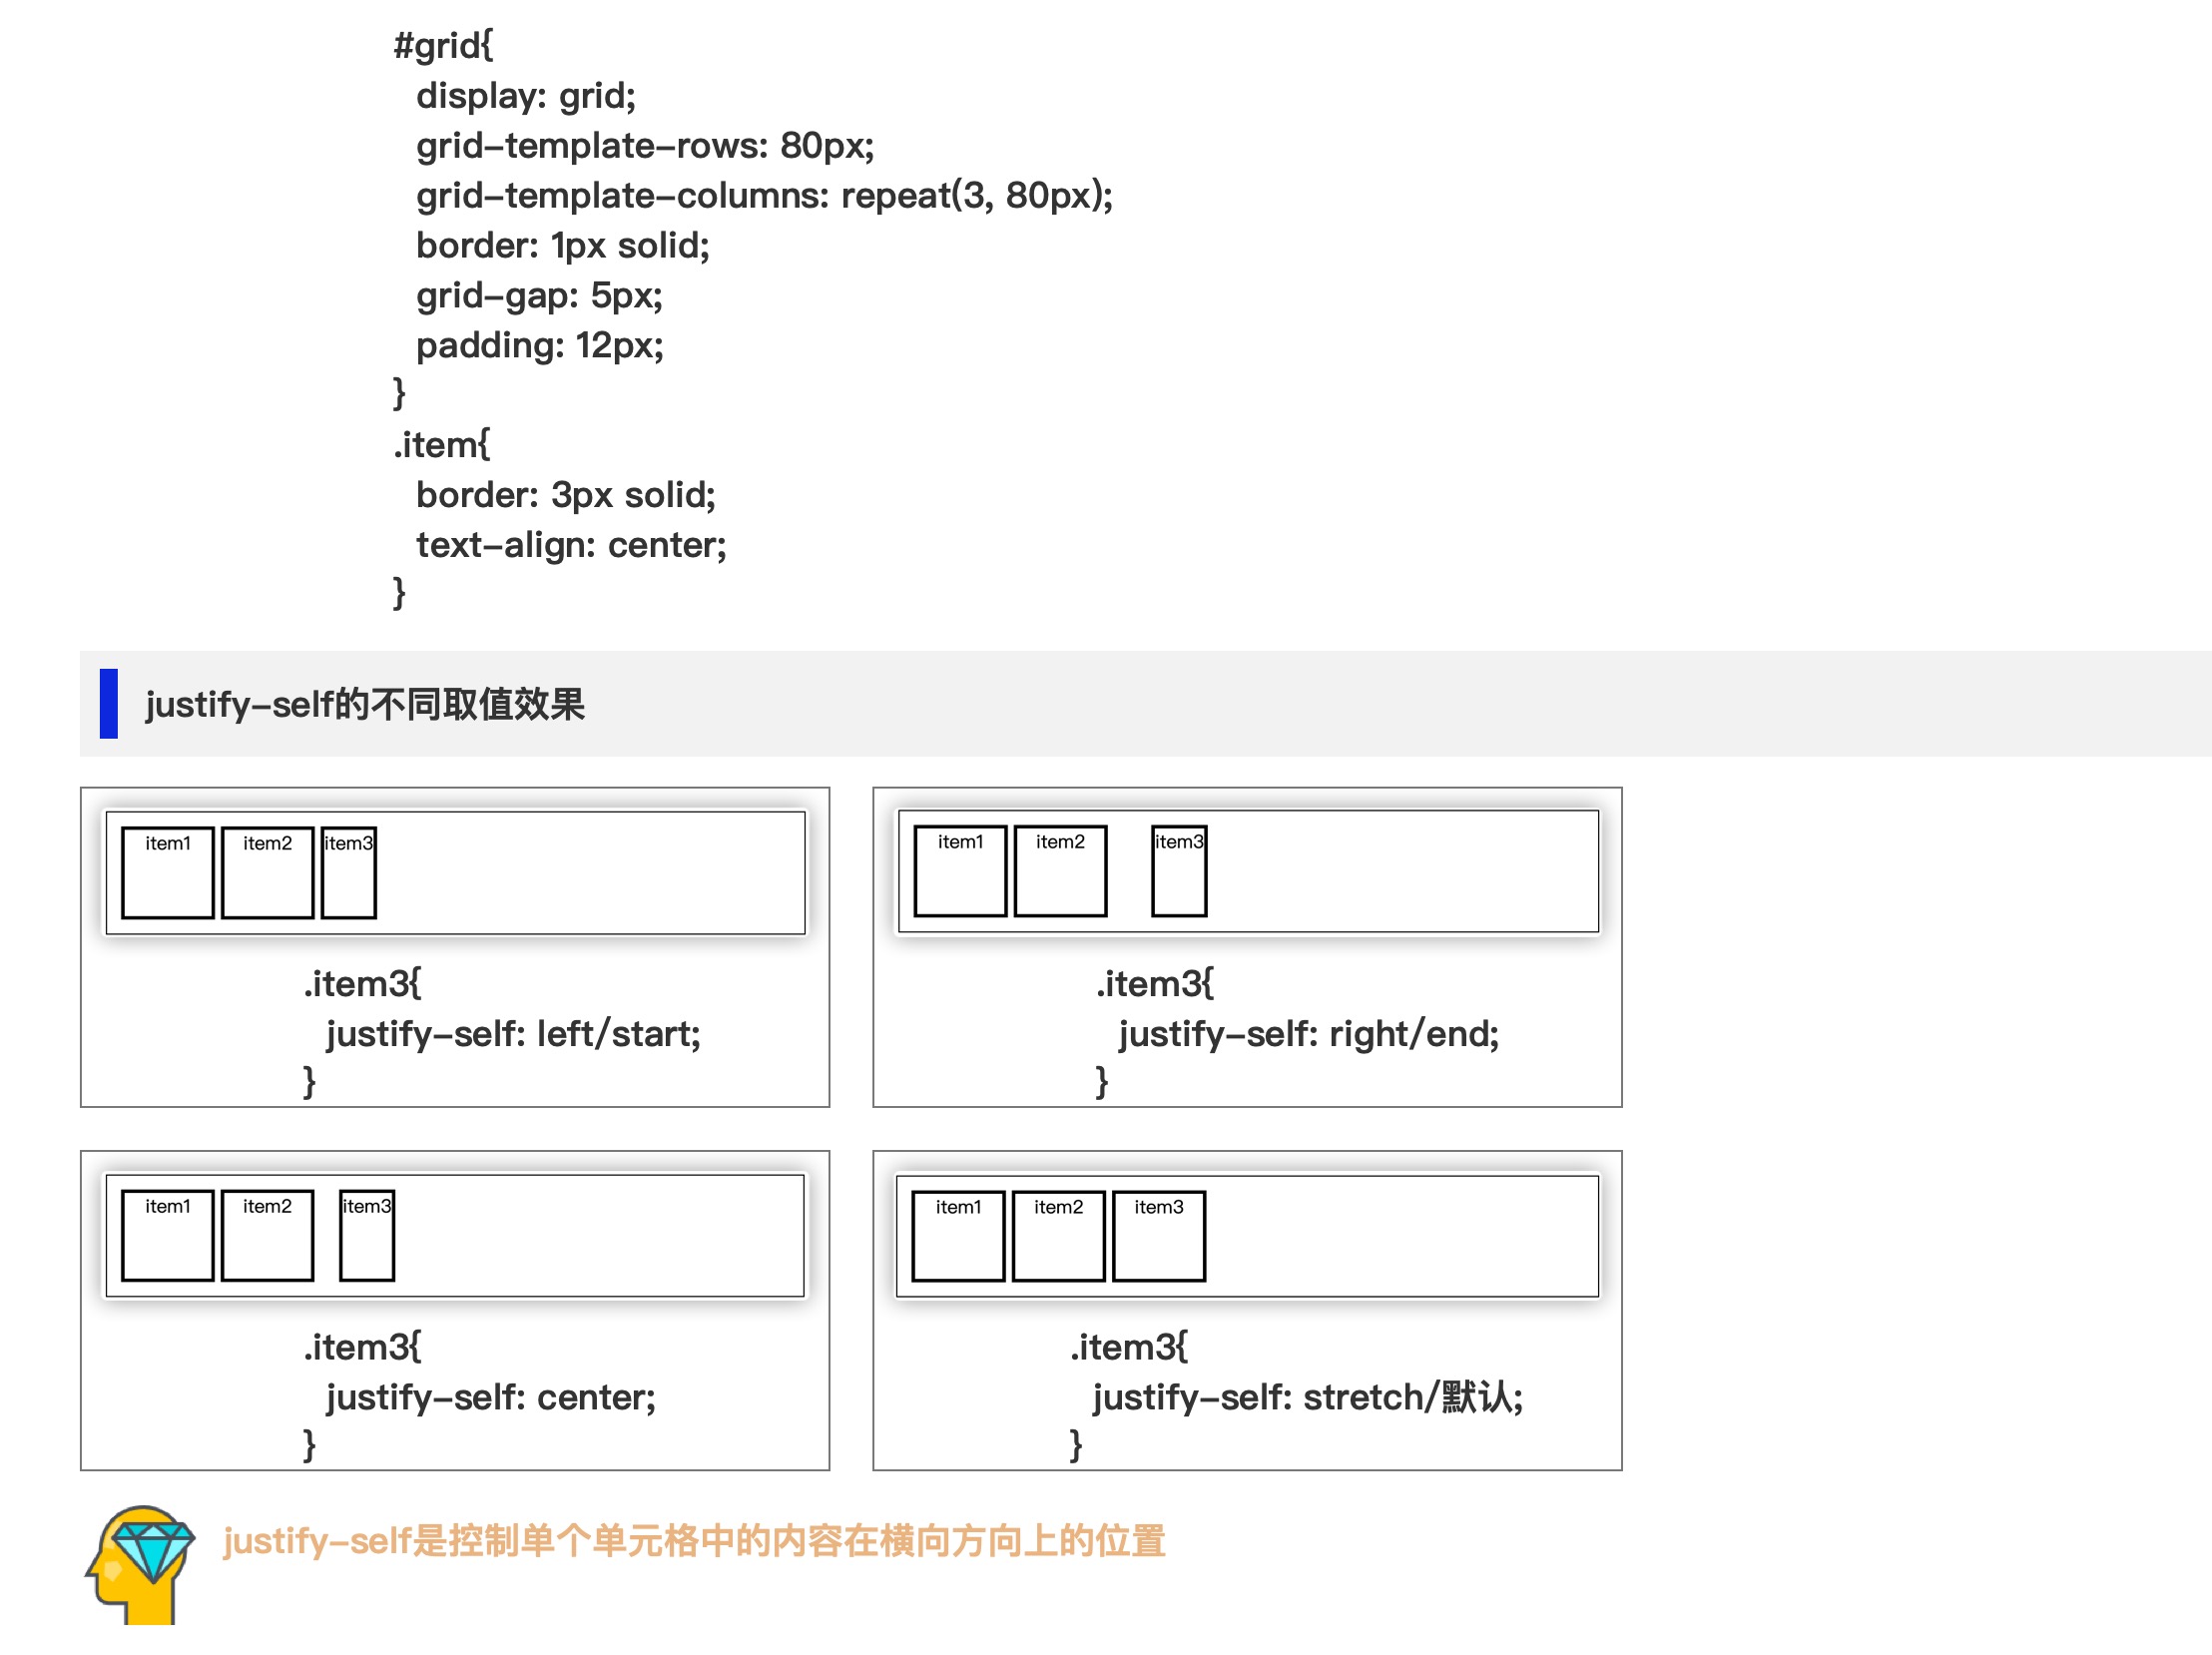 #grid{
display: grid;
grid-template-rows: 80px;
grid-template-columns: repeat(3, 80px);
border: 1px solid;
grid-gap: 5px;
padding: 12px;
}
.item{
border: 3px solid;
text-align: center;
}
justify-self的不同取值效果
item1 item2 item3
.item3{
justify-self: left/start;
}
item1 item2 item3
.item3{
justify-self: right/end;
}
item1 item2 item3
.item3{
justify-self: center;
}
item1 item2 item3
.item3{
justify-self: stretch/默认;
}
justify-self是控制单个单元格中的内容在横向方向上的位置